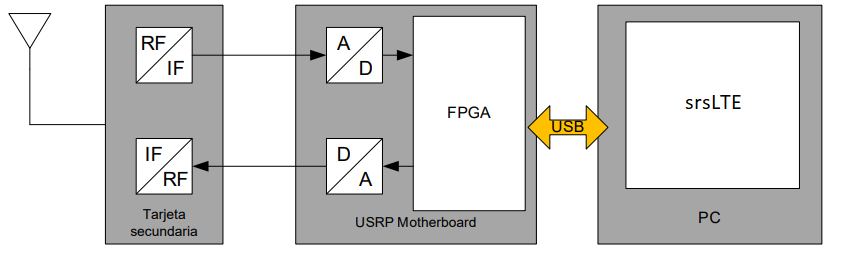 RF
IF
A
D
FPGA
USB
srsLTE
IF
RF
D
A
Tarjeta
secundaria
USRP Motherboard
PC